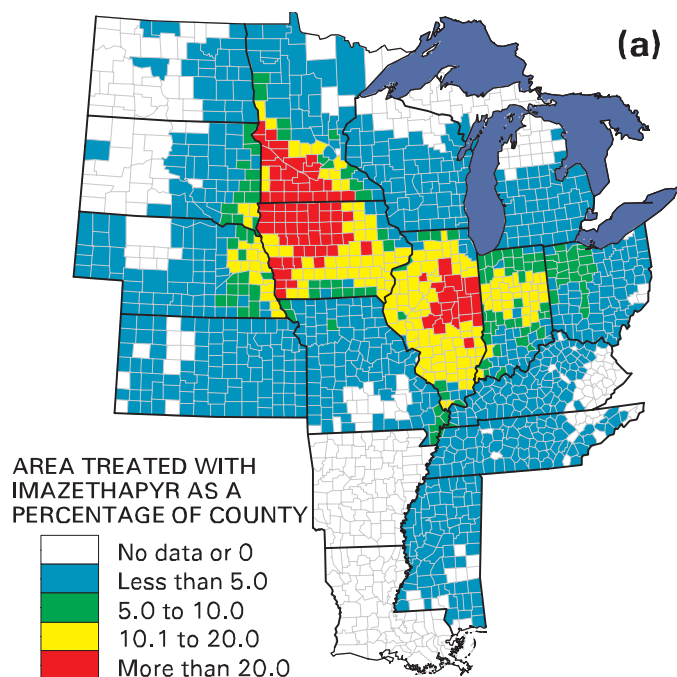 (a)
AREA TREATED WITH
IMAZETHAPYR AS A
PERCENTAGE OF COUNTY
No data or 0
Less than 5.0
5.0 to 10.0
10.1 to 20.0
More than 20.0